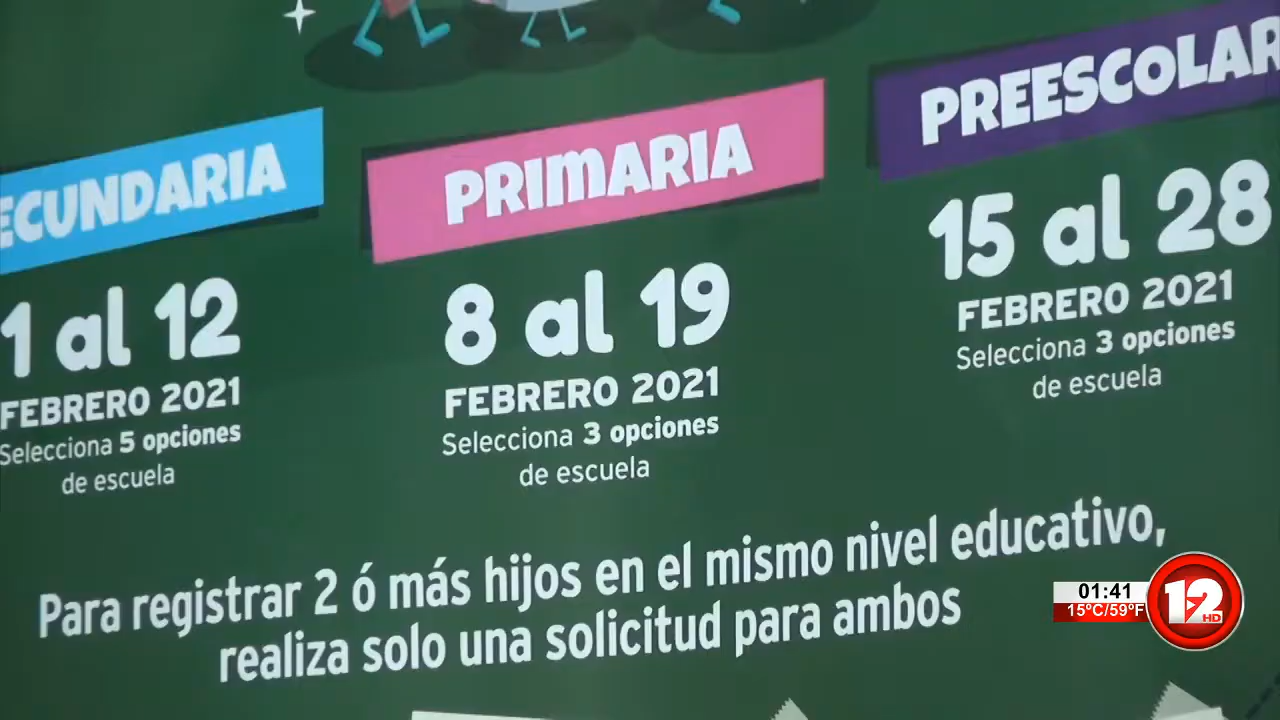 ECUNDARIA
1 al 12
FEBRERO 2021
Selecciona 5 opciones
de escuela
PRIMARIA
8 al 19
FEBRERO 2021
Selecciona 3 opciones
de escuela
PREESCOLAR
15 al 28
FEBRERO 2021
Selecciona 3 opciones
de escuela
Para registrar 2 ó más hijos en el mismo nivel educativo,
realiza solo una solicitud para ambos
01:41
15°C/59°F
12
HD